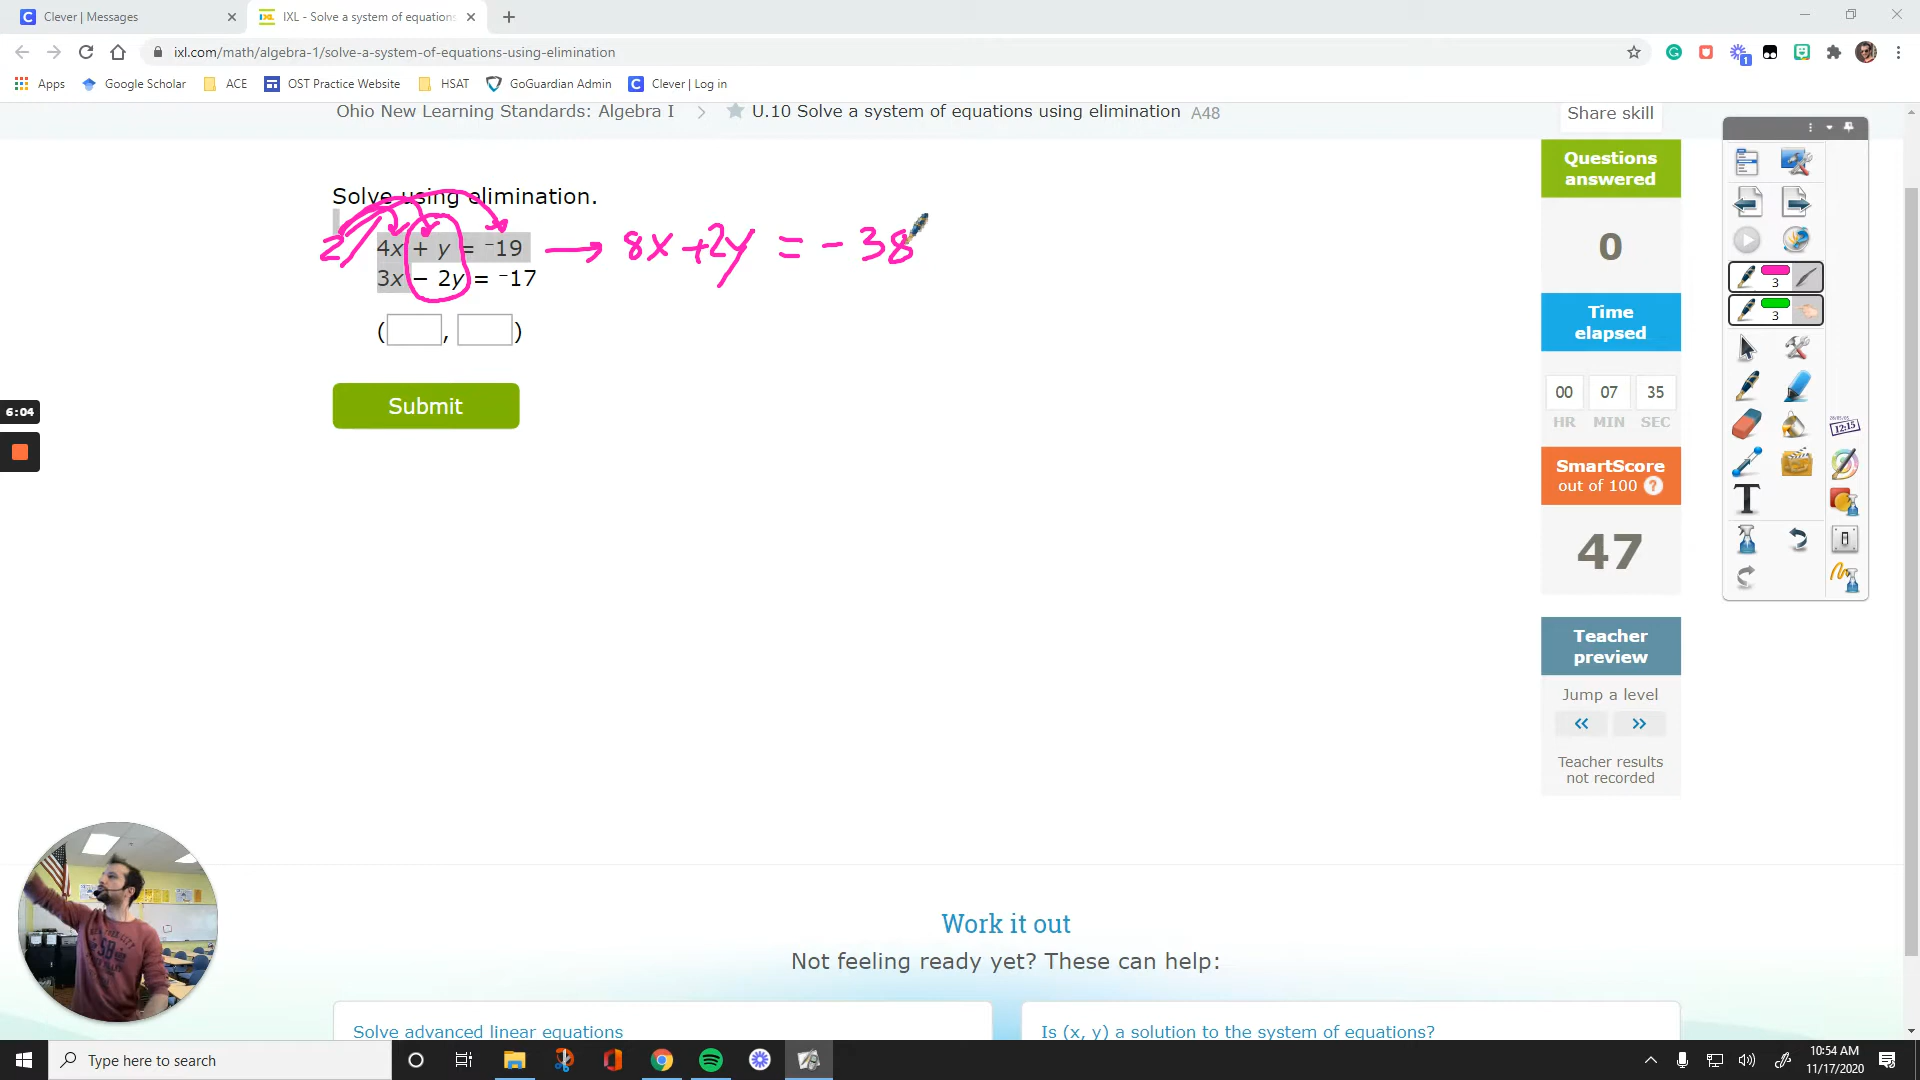 Clever | Messages
IXL - Solve a system of equations
ixl.com/math/algebra-1/solve-a-system-of-equations-using-elimination
1
Apps Google Scholar ACE OST Practice Website HSAT GoGuardian Admin Clever | Log in
Ohio New Learning Standards: Algebra I > U.10 Solve a system of equations using elimination A48
Share skill
Solve using elimination.
2
4x + y = ⁻19 → 8x + 2y = - 38
3x − 2y = ⁻17
( , )
Submit
6:04
Questions answered
0
Time elapsed
00 07 35
HR MIN SEC
SmartScore
out of 100 ?
47
Teacher preview
Jump a level
Teacher results
not recorded
3
3
12:15
T
Work it out
Not feeling ready yet? These can help:
Solve advanced linear equations
Is (x, y) a solution to the system of equations?
Type here to search
10:54 AM
11/17/2020